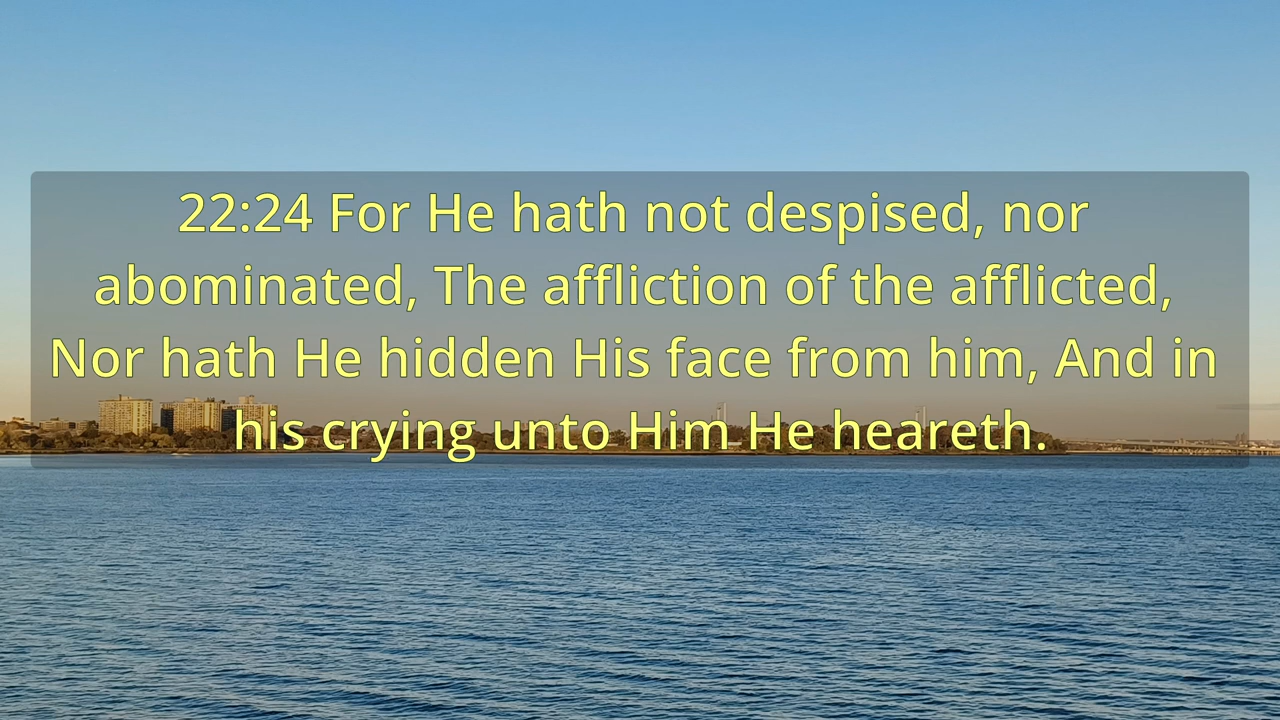 22:24 For He hath not despised, nor
abominated, The affliction of the afflicted,
Nor hath He hidden His face from him, And in
his crying unto Him He heareth.